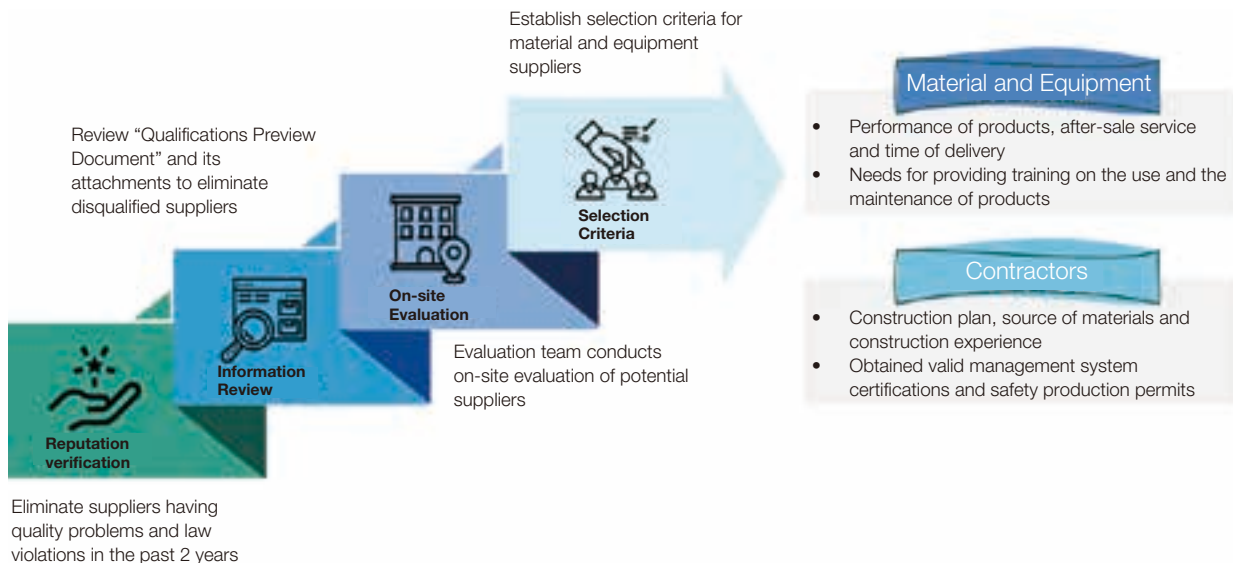 Establish selection criteria for
material and equipment
suppliers
Review “Qualifications Preview
Document” and its
attachments to eliminate
disqualified suppliers
Selection
Criteria
On-site
Evaluation
Information
Review
Reputation
verification
Evaluation team conducts
on-site evaluation of potential
suppliers
Eliminate suppliers having
quality problems and law
violations in the past 2 years
Material and Equipment
• Performance of products, after-sale service
and time of delivery
• Needs for providing training on the use and the
maintenance of products
Contractors
• Construction plan, source of materials and
construction experience
• Obtained valid management system
certifications and safety production permits